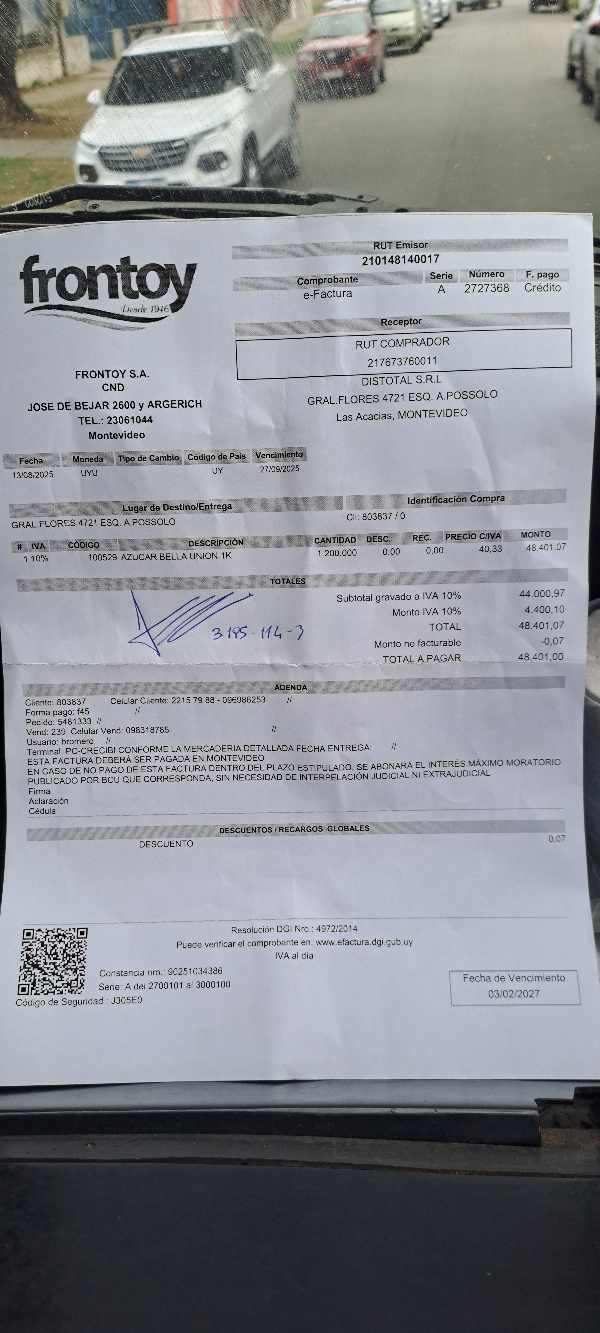 frontoy
Desde 1946
FRONTOY S.A.
CND
JOSE DE BEJAR 2600 y ARGERICH
TEL.: 23061044
Montevideo
RUT Emisor
210148140017
Comprobante Serie Número F. pago
e-Factura A 2727368 Crédito
Receptor
RUT COMPRADOR
217673760011
DISTOTAL S.R.L
GRAL.FLORES 4721 ESQ. A.POSSOLO
Las Acacias, MONTEVIDEO
Fecha Moneda Tipo de Cambio Código de País Vencimiento
13/08/2025 UYU UY 27/09/2025
Lugar de Destino/Entrega Identificación Compra
GRAL.FLORES 4721 ESQ. A.POSSOLO Cli: 803837 / 0
# IVA CÓDIGO DESCRIPCIÓN CANTIDAD DESC. REC. PRECIO C/IVA MONTO
1 10% 100529 AZUCAR BELLA UNION 1K 1.200,000 0,00 0,00 40,33 48.401,07
TOTALES
Subtotal gravado a IVA 10% 44.000,97
Monto IVA 10% 4.400,10
TOTAL 48.401,07
Monto no facturable -0,07
TOTAL A PAGAR 48.401,00
3195-114-3
ADENDA
Cliente: 803837 Celular Cliente: 2215 79 88 - 096986253 //
Forma pago: f45 //
Pedido: 5481333 //
Vend: 239 Celular Vend: 098318785 //
Usuario: bromero //
Terminal: PC-CRECIBI CONFORME LA MERCADERIA DETALLADA FECHA ENTREGA: //
ESTA FACTURA DEBERÁ SER PAGADA EN MONTEVIDEO
EN CASO DE NO PAGO DE ESTA FACTURA DENTRO DEL PLAZO ESTIPULADO, SE ABONARÁ EL INTERÉS MÁXIMO MORATORIO
PUBLICADO POR BCU QUE CORRESPONDA, SIN NECESIDAD DE INTERPELACIÓN JUDICIAL NI EXTRAJUDICIAL
Firma
Aclaración
Cédula
DESCUENTOS / RECARGOS GLOBALES
DESCUENTO 0,07
Resolución DGI Nro.: 4972/2014
Puede verificar el comprobante en: www.efactura.dgi.gub.uy
IVA al día
Constancia nro.: 90251034386
Serie: A del 2700101 al 3000100
Código de Seguridad : J305E0
Fecha de Vencimiento
03/02/2027